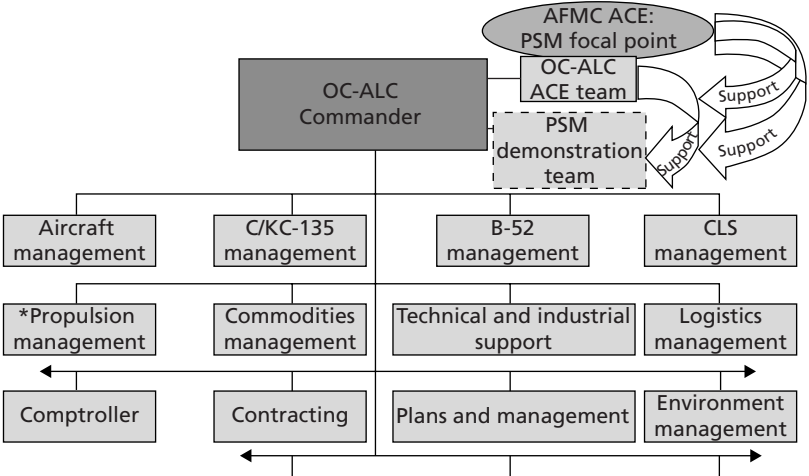 AFMC ACE:
PSM focal point
OC-ALC
Commander
OC-ALC
ACE team
PSM
demonstration
team
Support
Support
Support
Aircraft
management
C/KC-135
management
B-52
management
CLS
management
*Propulsion
management
Commodities
management
Technical and industrial
support
Logistics
management
Comptroller
Contracting
Plans and management
Environment
management